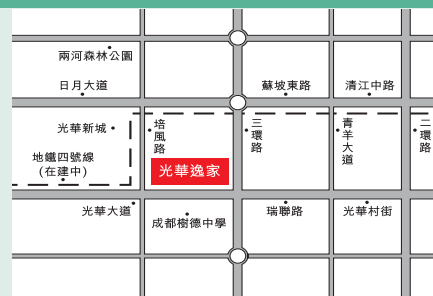 兩河森林公園
日月大道
蘇坡東路
清江中路
光華新城
培風路
三環路
青羊大道
二環路
地鐵四號線
(在建中)
光華逸家
光華大道
成都樹德中學
瑞聯路
光華村街